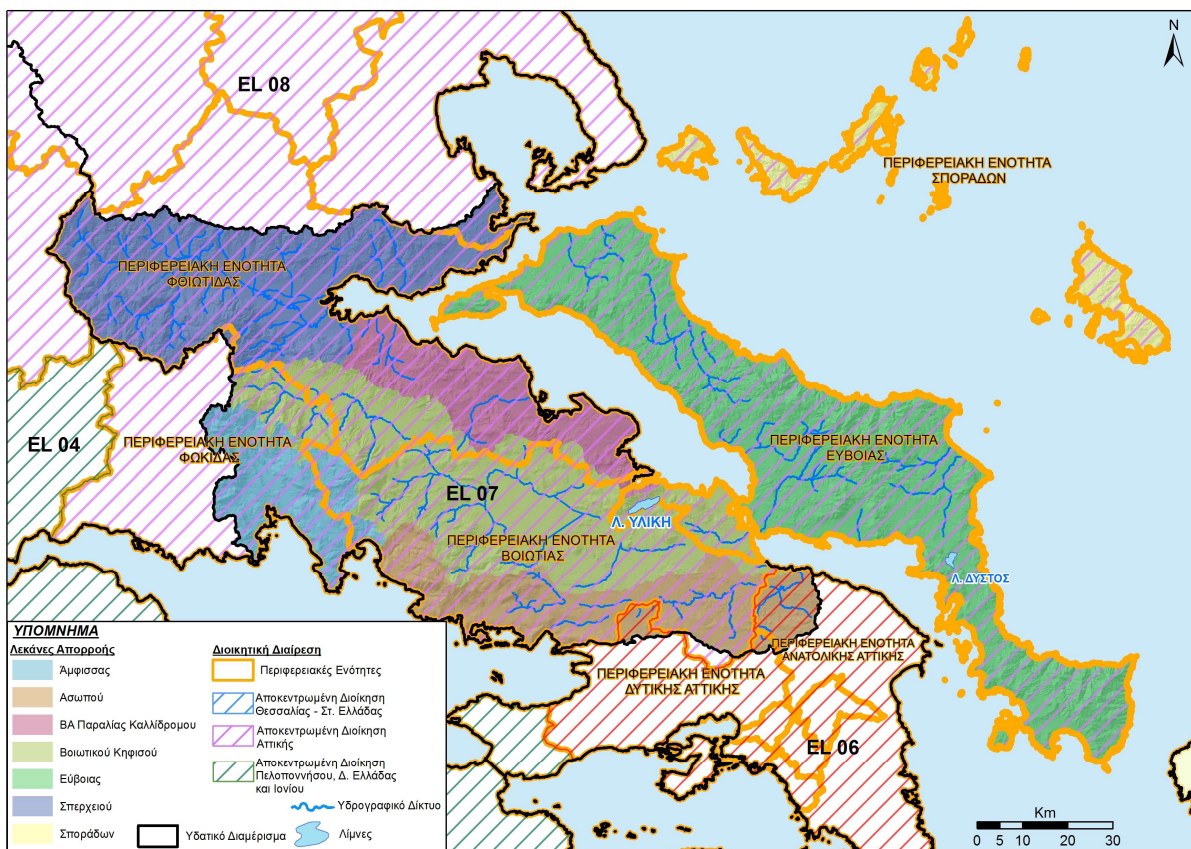 N
EL 08
ΠΕΡΙΦΕΡΕΙΑΚΗ ΕΝΟΤΗΤΑ
ΣΠΟΡΑΔΩΝ
ΠΕΡΙΦΕΡΕΙΑΚΗ ΕΝΟΤΗΤΑ
ΦΘΙΩΤΙΔΑΣ
EL 04
ΠΕΡΙΦΕΡΕΙΑΚΗ ΕΝΟΤΗΤΑ
ΦΩΚΙΔΑΣ
ΠΕΡΙΦΕΡΕΙΑΚΗ ΕΝΟΤΗΤΑ
ΕΥΒΟΙΑΣ
EL 07
Λ. ΥΛΙΚΗ
ΠΕΡΙΦΕΡΕΙΑΚΗ ΕΝΟΤΗΤΑ
ΒΟΙΩΤΙΑΣ
Λ. ΔΥΣΤΟΣ
ΠΕΡΙΦΕΡΕΙΑΚΗ ΕΝΟΤΗΤΑ
ΑΝΑΤΟΛΙΚΗΣ ΑΤΤΙΚΗΣ
ΠΕΡΙΦΕΡΕΙΑΚΗ ΕΝΟΤΗΤΑ
ΔΥΤΙΚΗΣ ΑΤΤΙΚΗΣ
EL 06
ΥΠΟΜΝΗΜΑ
Λεκάνες Απορροής
Άμφισσας
Ασωπού
ΒΑ Παραλίας Καλλίδρομου
Βοιωτικού Κηφισού
Εύβοιας
Σπερχειού
Σποράδων
Υδατικό Διαμέρισμα
Διοικητική Διαίρεση
Περιφερειακές Ενότητες
Αποκεντρωμένη Διοίκηση
Θεσσαλίας - Στ. Ελλάδας
Αποκεντρωμένη Διοίκηση
Αττικής
Αποκεντρωμένη Διοίκηση
Πελοποννήσου, Δ. Ελλάδας
και Ιονίου
Υδρογραφικό Δίκτυο
Λίμνες
Km
0 5 10 20 30